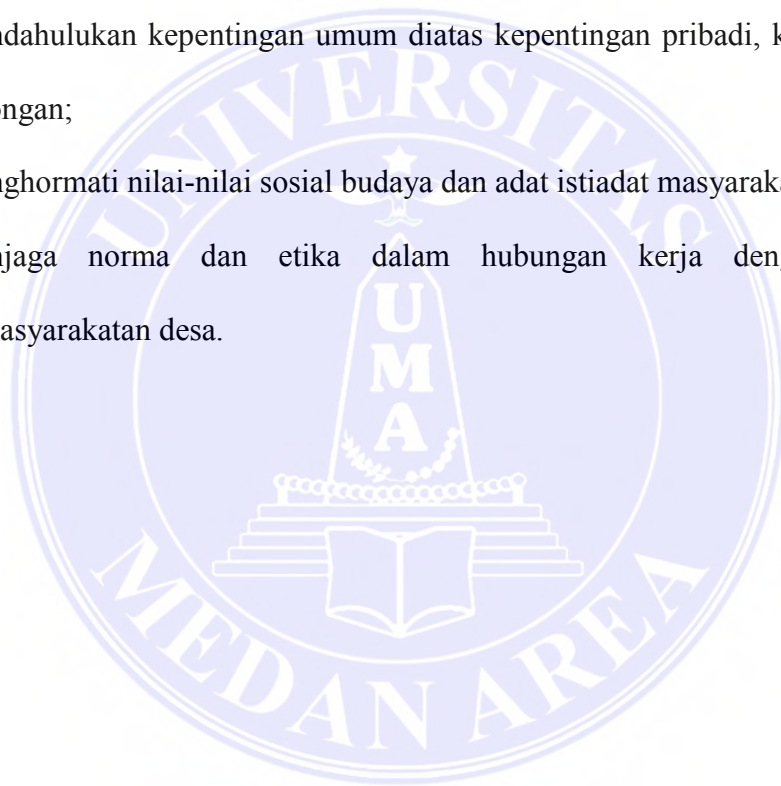 ndahulukan kepentingan umum diatas kepentingan pribadi, k
ongan;
nghormati nilai-nilai sosial budaya dan adat istiadat masyaraka
njaga norma dan etika dalam hubungan kerja deng
asyarakatan desa.
UNIVERSITAS
UMA
MEDAN AREA